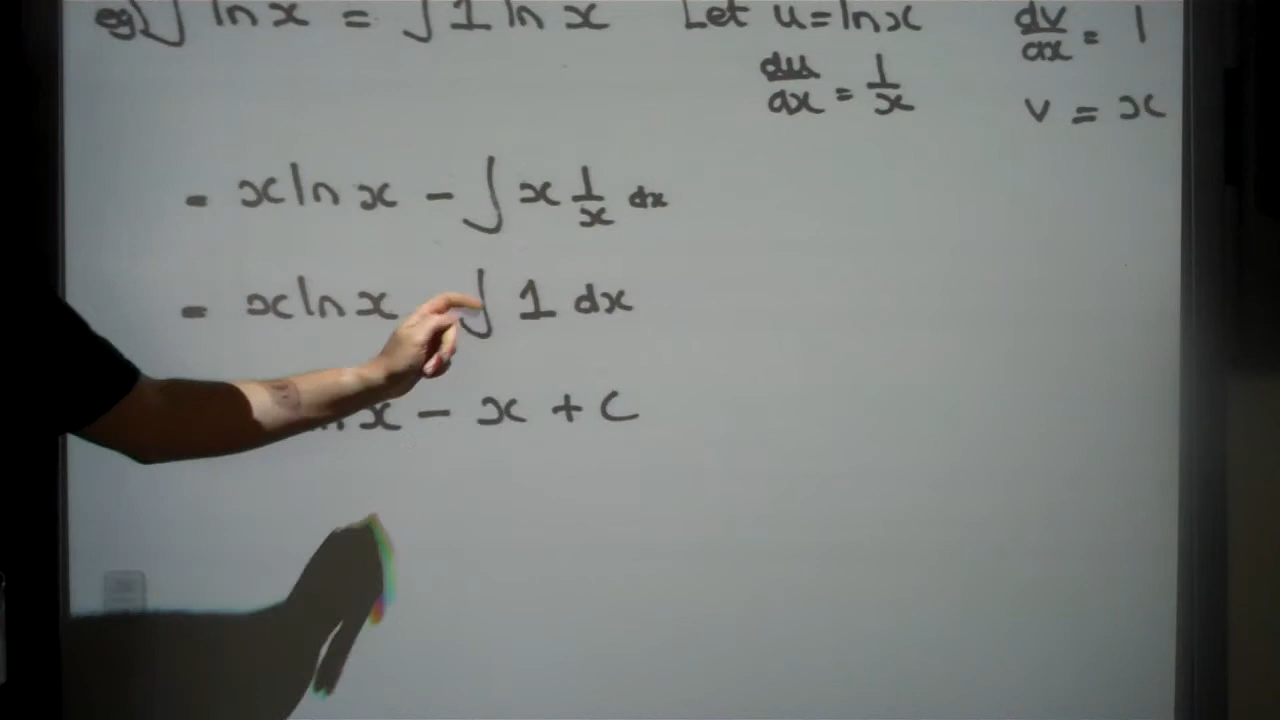 eg) ∫ ln x = ∫ 1 ln x Let u = ln x dv/dx = 1
du/dx = 1/x v = x
= x ln x - ∫ x 1/x dx
= x ln x ∫ 1 dx
x - x + c